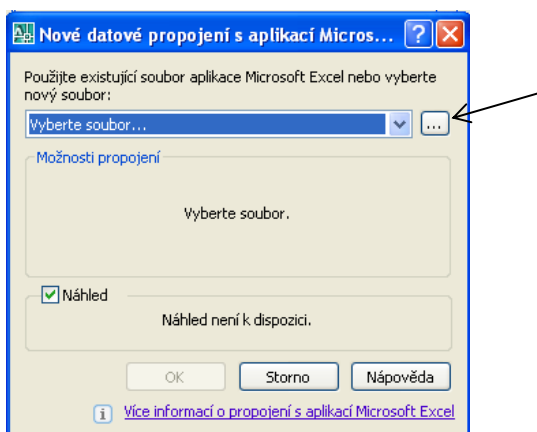 Nové datové propojení s aplikací Micros...
Použijte existující soubor aplikace Microsoft Excel nebo vyberte
nový soubor:
Vyberte soubor...
...
Možnosti propojení
Vyberte soubor.
Náhled
Náhled není k dispozici.
OK Storno Nápověda
Více informací o propojení s aplikací Microsoft Excel